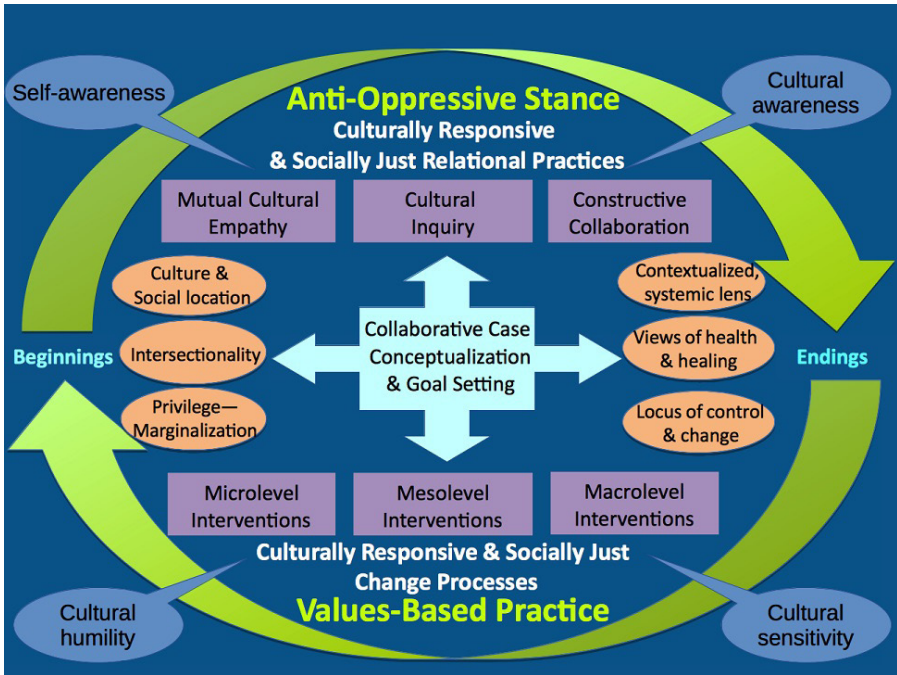 Self-awareness
Cultural
awareness
Anti-Oppressive Stance
Culturally Responsive
& Socially Just Relational Practices
Mutual Cultural
Empathy
Cultural
Inquiry
Constructive
Collaboration
Culture &
Social location
Intersectionality
Privilege—
Marginalization
Beginnings
Collaborative Case
Conceptualization
& Goal Setting
Contextualized,
systemic lens
Views of health
& healing
Locus of control
& change
Endings
Microlevel
Interventions
Mesolevel
Interventions
Macrolevel
Interventions
Culturally Responsive & Socially Just
Change Processes
Values-Based Practice
Cultural
humility
Cultural
sensitivity